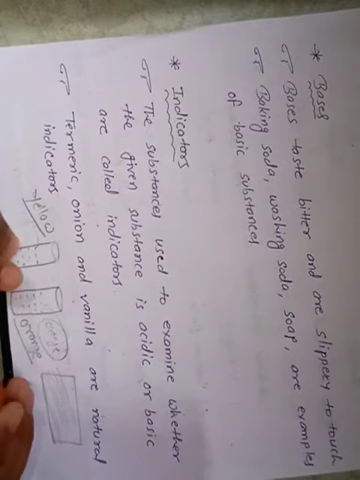 * Bases
Bases taste bitter and are slippery to touch
Baking soda, washing soda, soap, are examples
of basic substances
* Indicators
The substances used to examine whether
the given substance is acidic or basic
are called indicators
Termeric, onion and vanilla are natural
indicators
yelow
orange